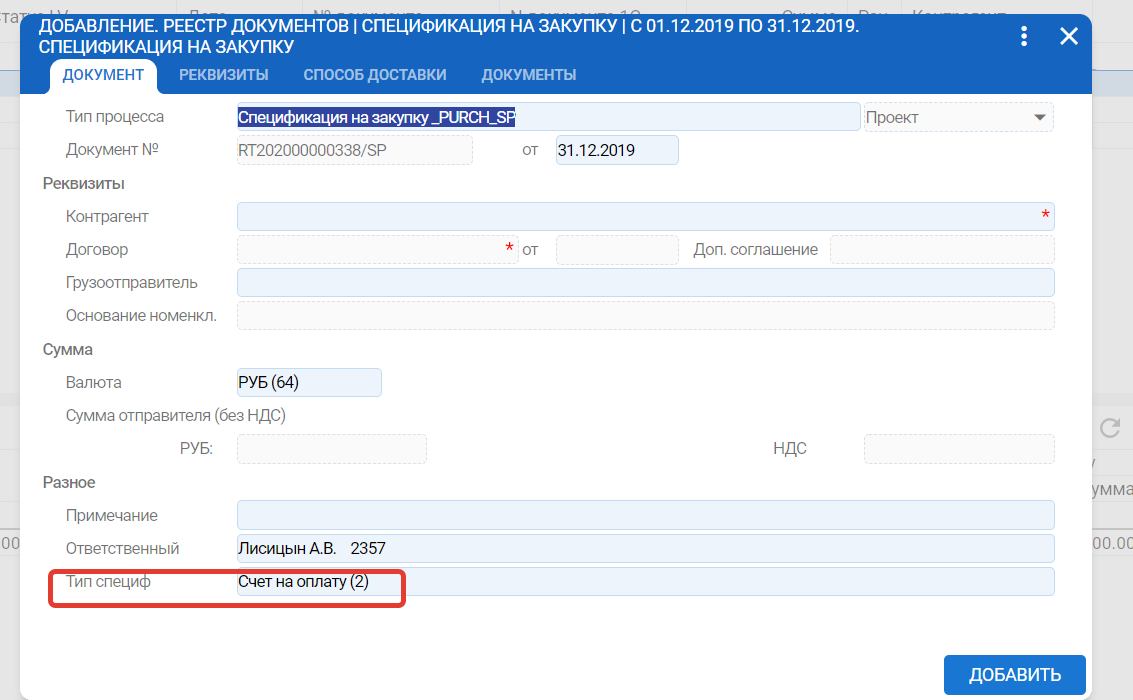 ДОБАВЛЕНИЕ. РЕЕСТР ДОКУМЕНТОВ | СПЕЦИФИКАЦИЯ НА ЗАКУПКУ | С 01.12.2019 ПО 31.12.2019.
СПЕЦИФИКАЦИЯ НА ЗАКУПКУ
ДОКУМЕНТ РЕКВИЗИТЫ СПОСОБ ДОСТАВКИ ДОКУМЕНТЫ
Тип процесса Спецификация на закупку _PURCH_SP Проект
Документ № RT202000000338/SP от 31.12.2019
Реквизиты
Контрагент *
Договор * от Доп. соглашение
Грузоотправитель
Основание номенкл.
Сумма
Валюта РУБ (64)
Сумма отправителя (без НДС)
РУБ: НДС
Разное
Примечание
Ответственный Лисицын А.В. 2357
Тип специф Счет на оплату (2)
ДОБАВИТЬ